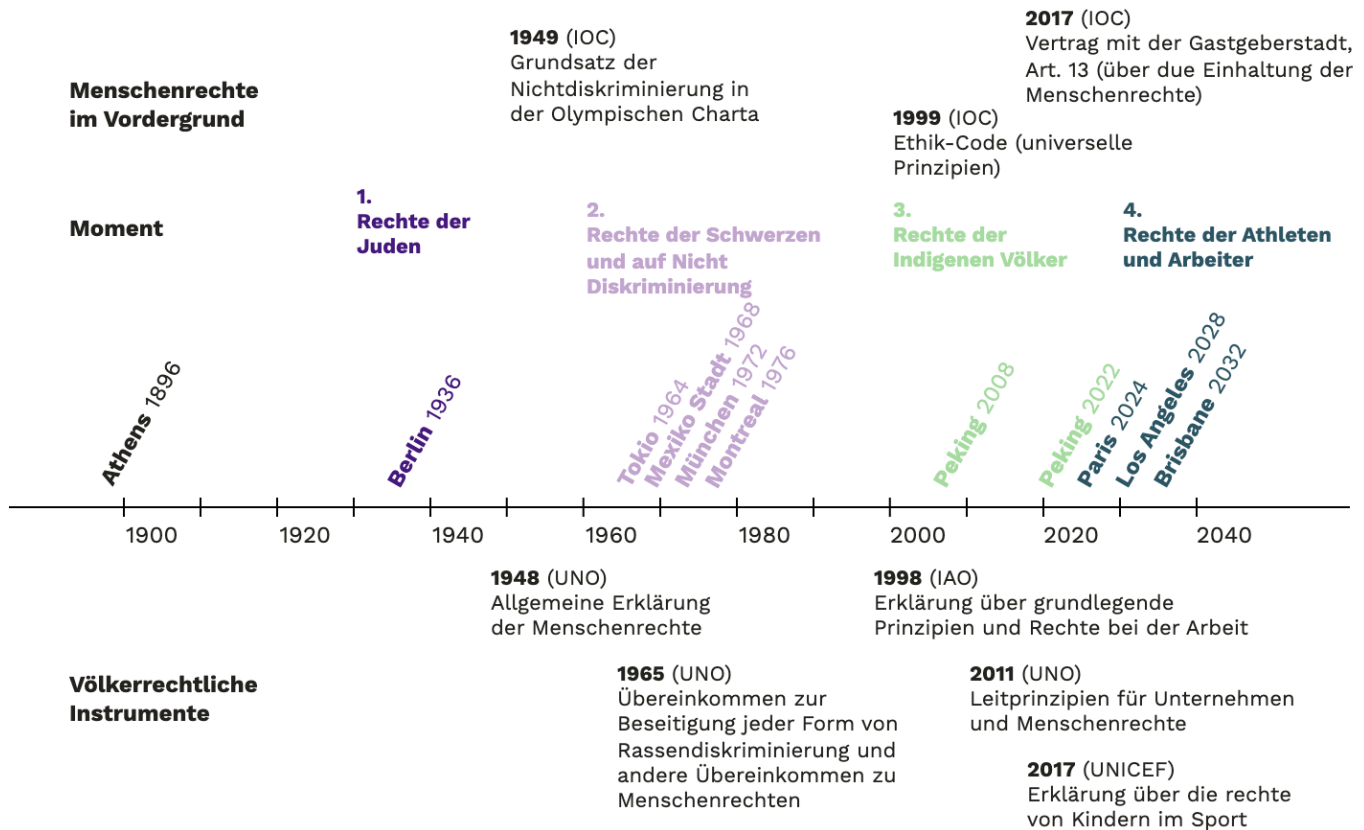 Menschenrechte
im Vordergrund
1949 (IOC)
Grundsatz der
Nichtdiskriminierung in
der Olympischen Charta
1999 (IOC)
Ethik-Code (universelle
Prinzipien)
2017 (IOC)
Vertrag mit der Gastgeberstadt,
Art. 13 (über due Einhaltung der
Menschenrechte)
Moment
1.
Rechte der
Juden
2.
Rechte der Schwerzen
und auf Nicht
Diskriminierung
3.
Rechte der
Indigenen Völker
4.
Rechte der Athleten
und Arbeiter
Athens 1896
Berlin 1936
Tokio 1964
Mexiko Stadt 1968
München 1972
Montreal 1976
Peking 2008
Peking 2022
Paris 2024
Los Angeles 2028
Brisbane 2032
1900 1920 1940 1960 1980 2000 2020 2040
Völkerrechtliche
Instrumente
1948 (UNO)
Allgemeine Erklärung
der Menschenrechte
1965 (UNO)
Übereinkommen zur
Beseitigung jeder Form von
Rassendiskriminierung und
andere Übereinkommen zu
Menschenrechten
1998 (IAO)
Erklärung über grundlegende
Prinzipien und Rechte bei der Arbeit
2011 (UNO)
Leitprinzipien für Unternehmen
und Menschenrechte
2017 (UNICEF)
Erklärung über die rechte
von Kindern im Sport